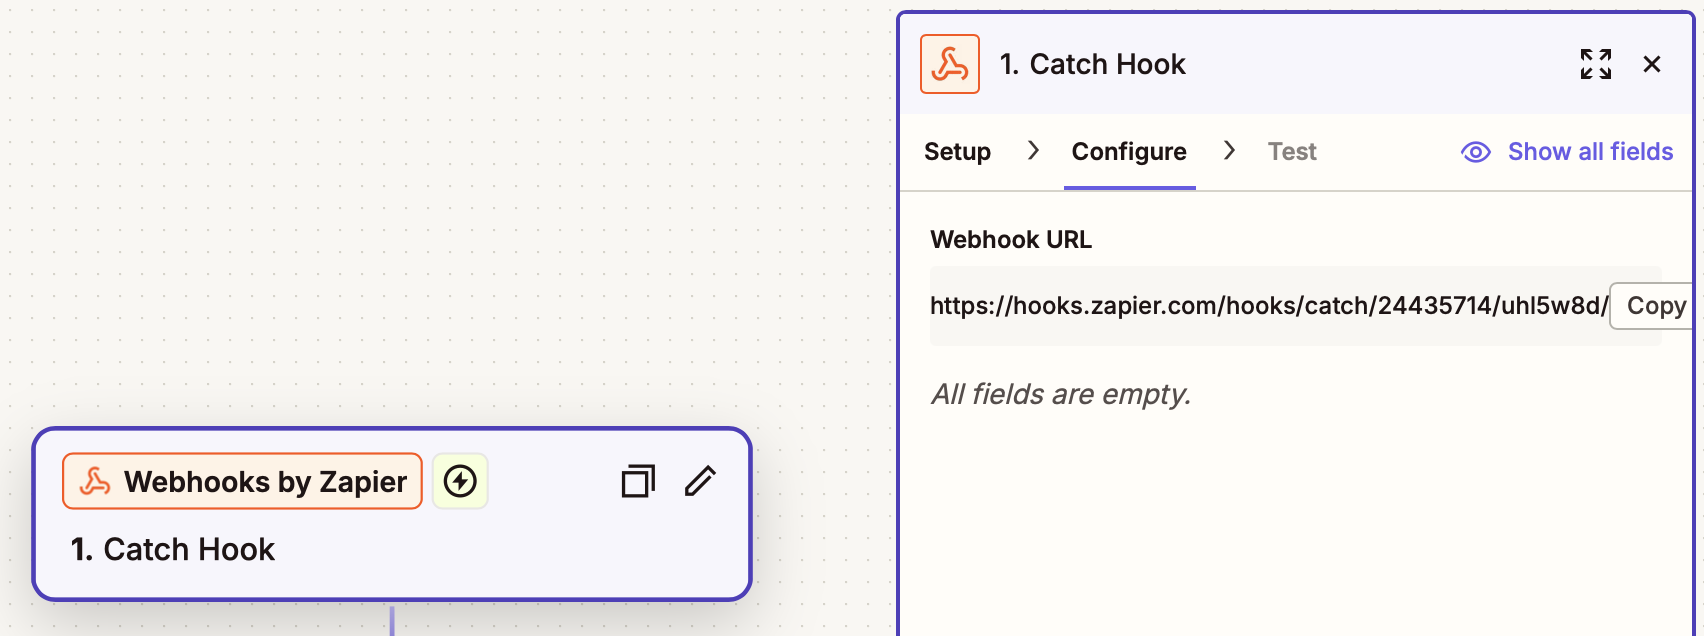 1. Catch Hook
Setup
Configure
Test
Show all fields
Webhook URL
https://hooks.zapier.com/hooks/catch/24435714/uhl5w8d/
Copy
All fields are empty.
Webhooks by Zapier
1. Catch Hook